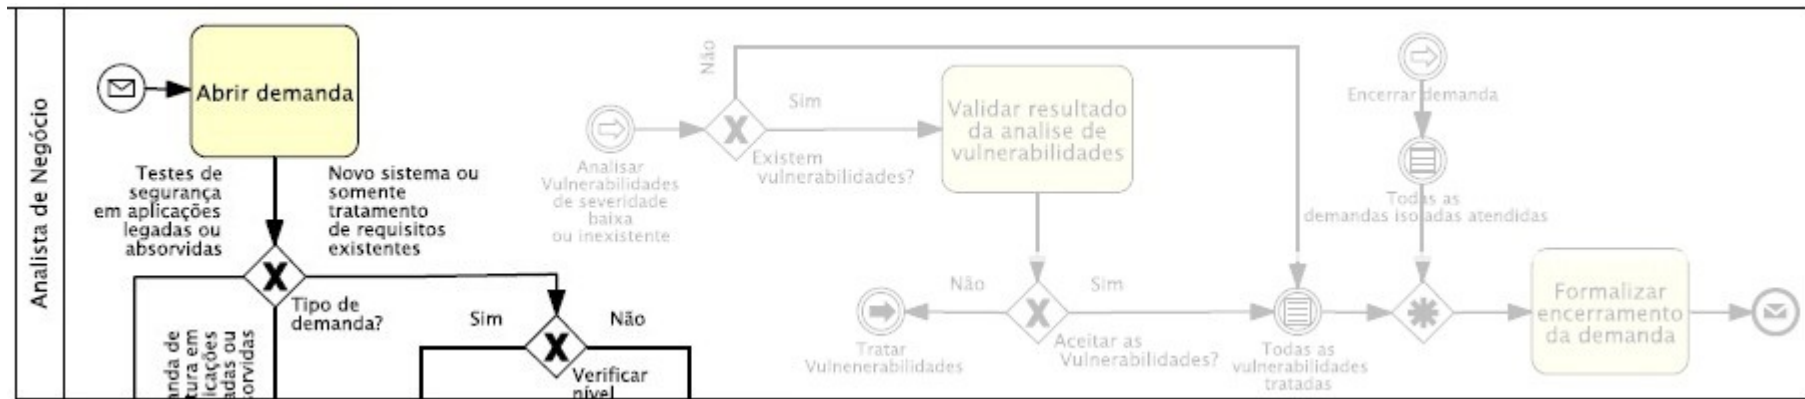 Analista de Negócio
Abrir demanda
Testes de
segurança
em aplicações
legadas ou
absorvidas
Novo sistema ou
somente
tratamento
de requisitos
existentes
Tipo de
demanda?
Sim
Não
Verificar
nível
Analisar
Vulnerabilidades
de severidade
baixa
ou inexistente
Não
Sim
Existem
vulnerabilidades?
Validar resultado
da analise de
vulnerabilidades
Não
Sim
Tratar
Vulnenerabilidades
Aceitar as
Vulnerabilidades?
Todas as
vulnerabilidades
tratadas
Encerrar demanda
Todas as
demandas isoladas atendidas
Formalizar
encerramento
da demanda